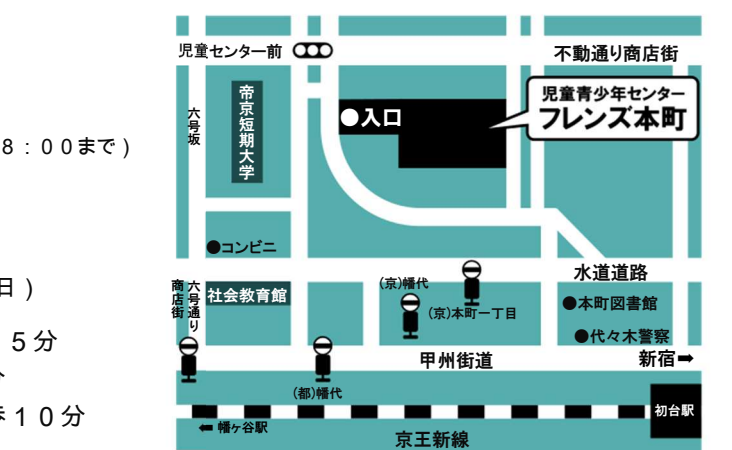 児童センター前
不動通り商店街
児童青少年センター
フレンズ本町
●入口
帝京短期大学
六号坂
８：００まで）
●コンビニ
水道道路
日）
六号通り
商店街
社会教育館
(京)幡代
(京)本町一丁目
●本町図書館
●代々木警察
５分
甲州街道
新宿➡
(都)幡代
歩１０分
初台駅
⬅ 幡ヶ谷駅
京王新線